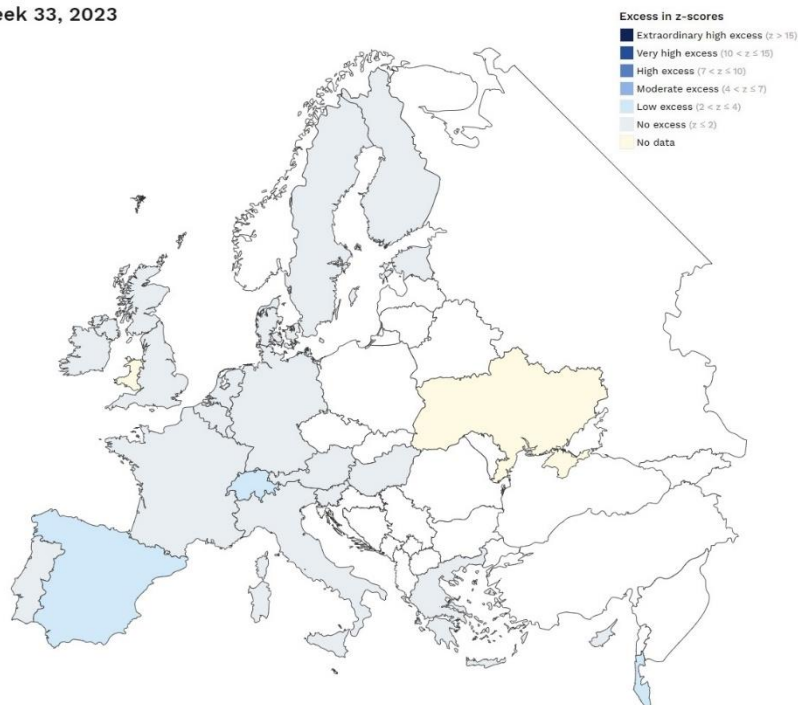 eek 33, 2023
Excess in z-scores
Extraordinary high excess (z > 15)
Very high excess (10 < z ≤ 15)
High excess (7 < z ≤ 10)
Moderate excess (4 < z ≤ 7)
Low excess (2 < z ≤ 4)
No excess (z ≤ 2)
No data